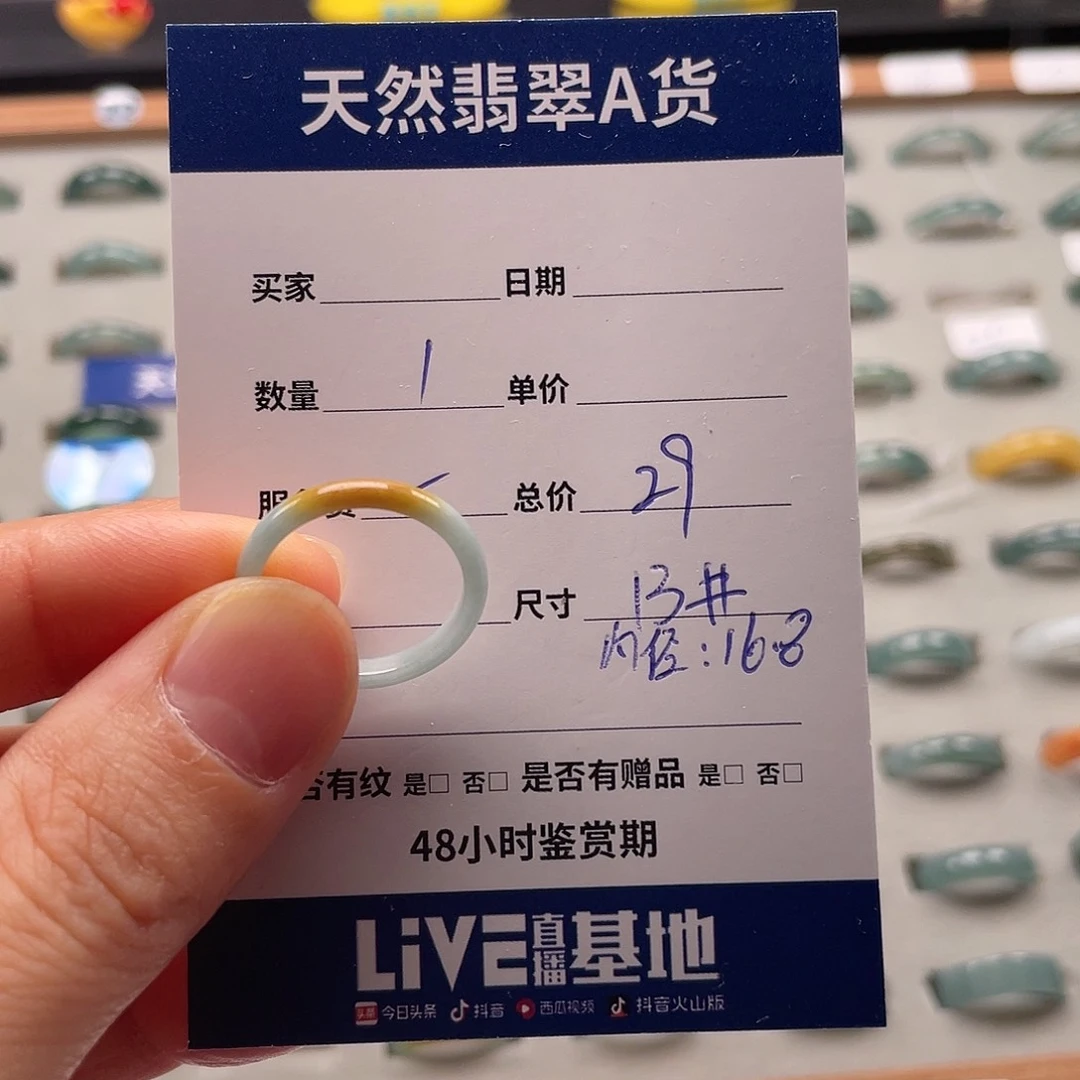 天然翡翠A货
买家 日期
数量 1 单价
总价 29
尺寸 13#
内径:16.8
否有纹 是□ 否□ 是否有赠品 是□ 否□
48小时鉴赏期
LiVE直播基地
头条 今日头条 抖音 西瓜视频 抖音火山版